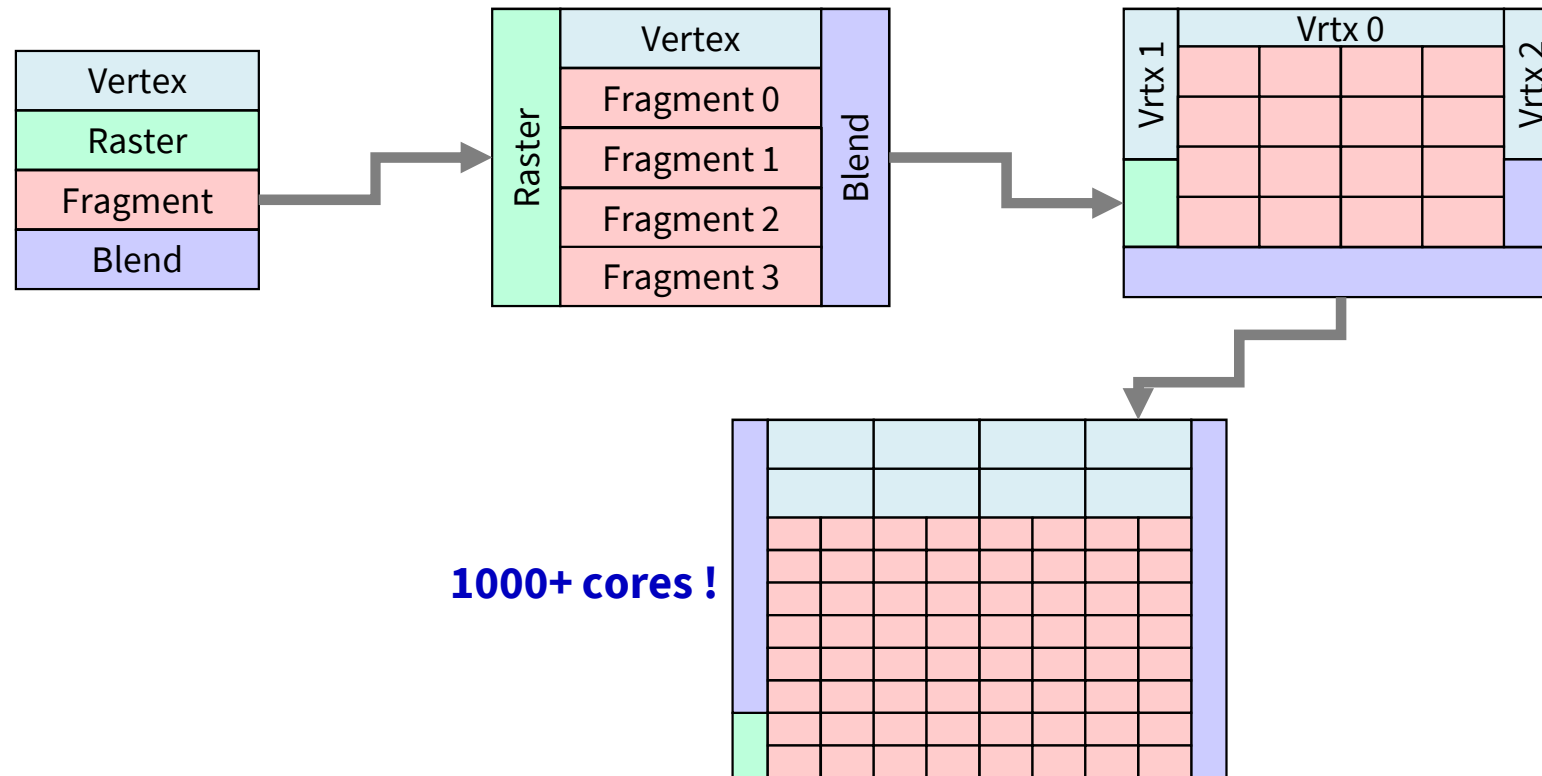 Vertex
Raster
Fragment
Blend
Raster
Vertex
Fragment 0
Fragment 1
Fragment 2
Fragment 3
Blend
Vrtx 1
Vrtx 0
Vrtx 2
1000+ cores !